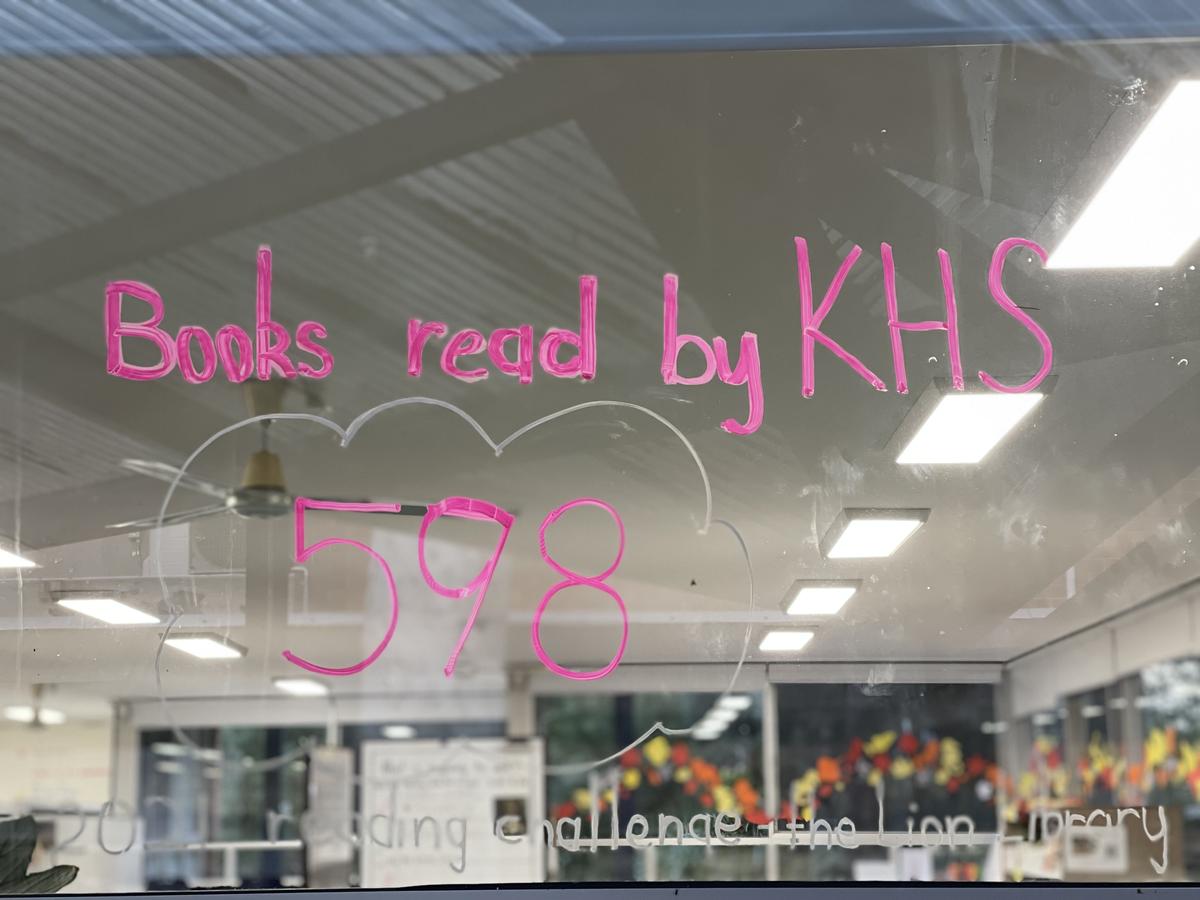 Books read by KHS
598
reading challenge - the Lion Library